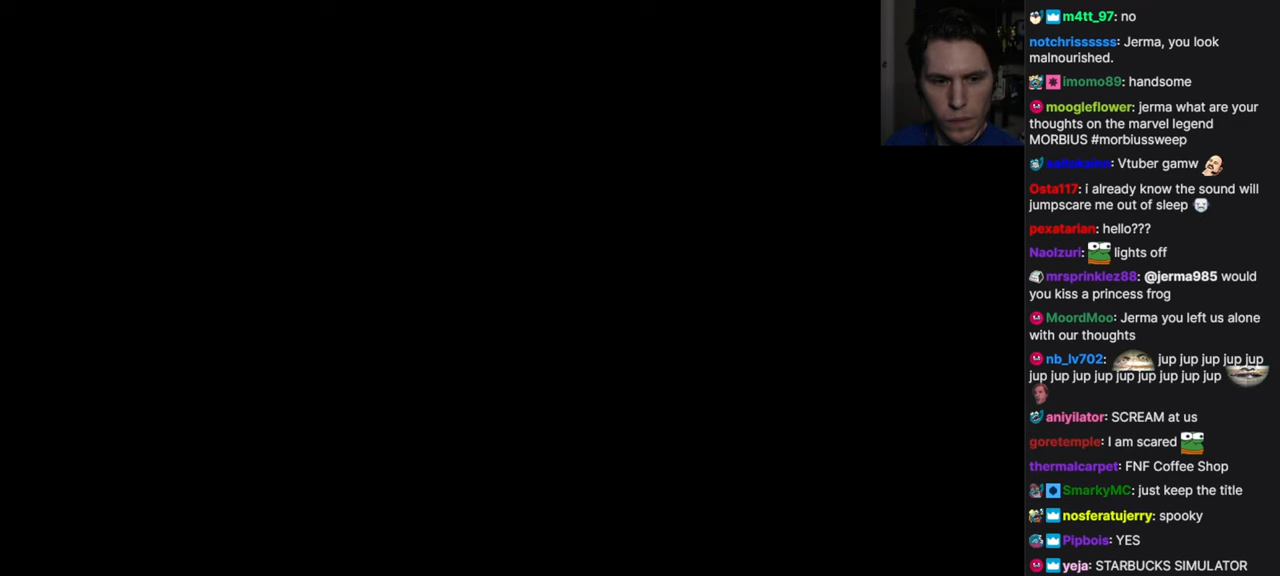 m4tt_97: no
notchrissssss: Jerma, you look
malnourished.
imomo89: handsome
moogleflower: jerma what are your
thoughts on the marvel legend
MORBIUS #morbiussweep
Vtuber gamw
Osta117: i already know the sound will
jumpscare me out of sleep
pexatarian: hello???
Naolzuri: lights off
mrsprinklez88: @jerma985 would
you kiss a princess frog
MoordMoo: Jerma you left us alone
with our thoughts
nb_lv702: jup jup jup jup jup
jup jup jup jup jup jup jup jup jup
aniyilator: SCREAM at us
goretemple: I am scared
thermalcarpet: FNF Coffee Shop
SmarkyMC: just keep the title
nosferatujerry: spooky
Pipbois: YES
yeja: STARBUCKS SIMULATOR